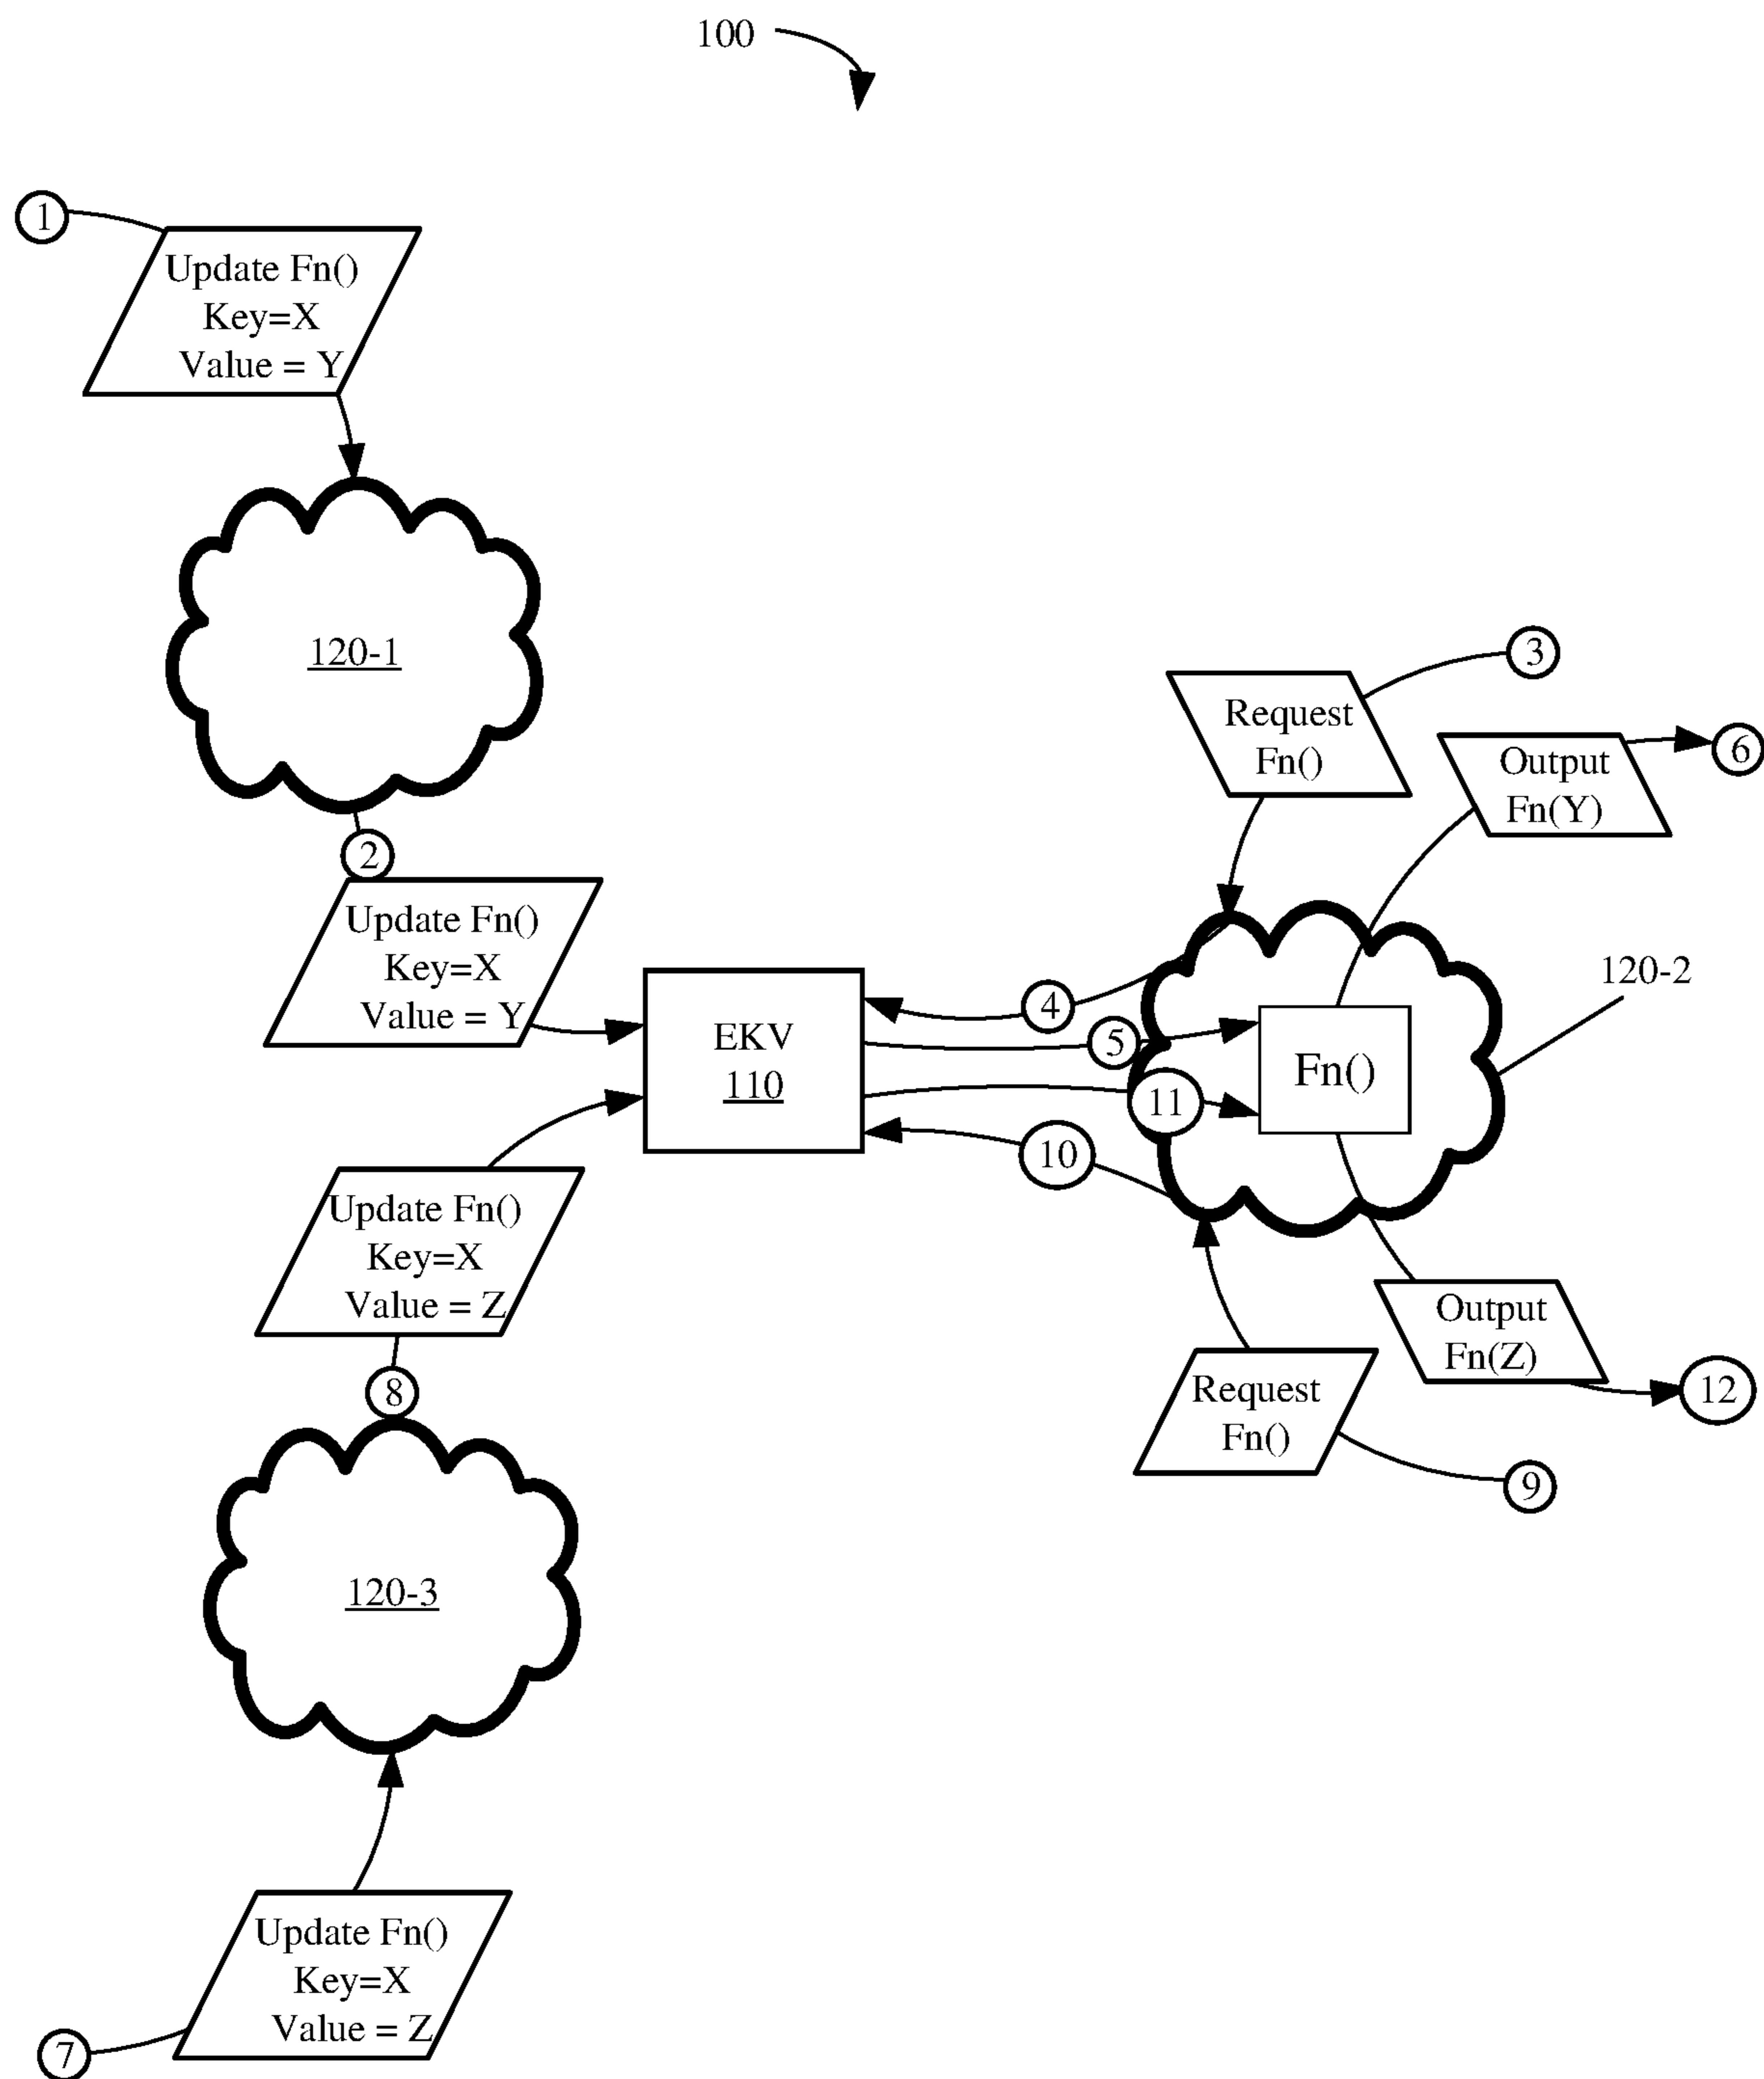 100
1
Update Fn()
Key=X
Value = Y
120-1
2
Update Fn()
Key=X
Value = Y
EKV
110
3
Request
Fn()
6
Output
Fn(Y)
4
5
120-2
Fn()
11
10
Update Fn()
Key=X
Value = Z
8
120-3
Output
Fn(Z)
12
Request
Fn()
9
Update Fn()
Key=X
Value = Z
7